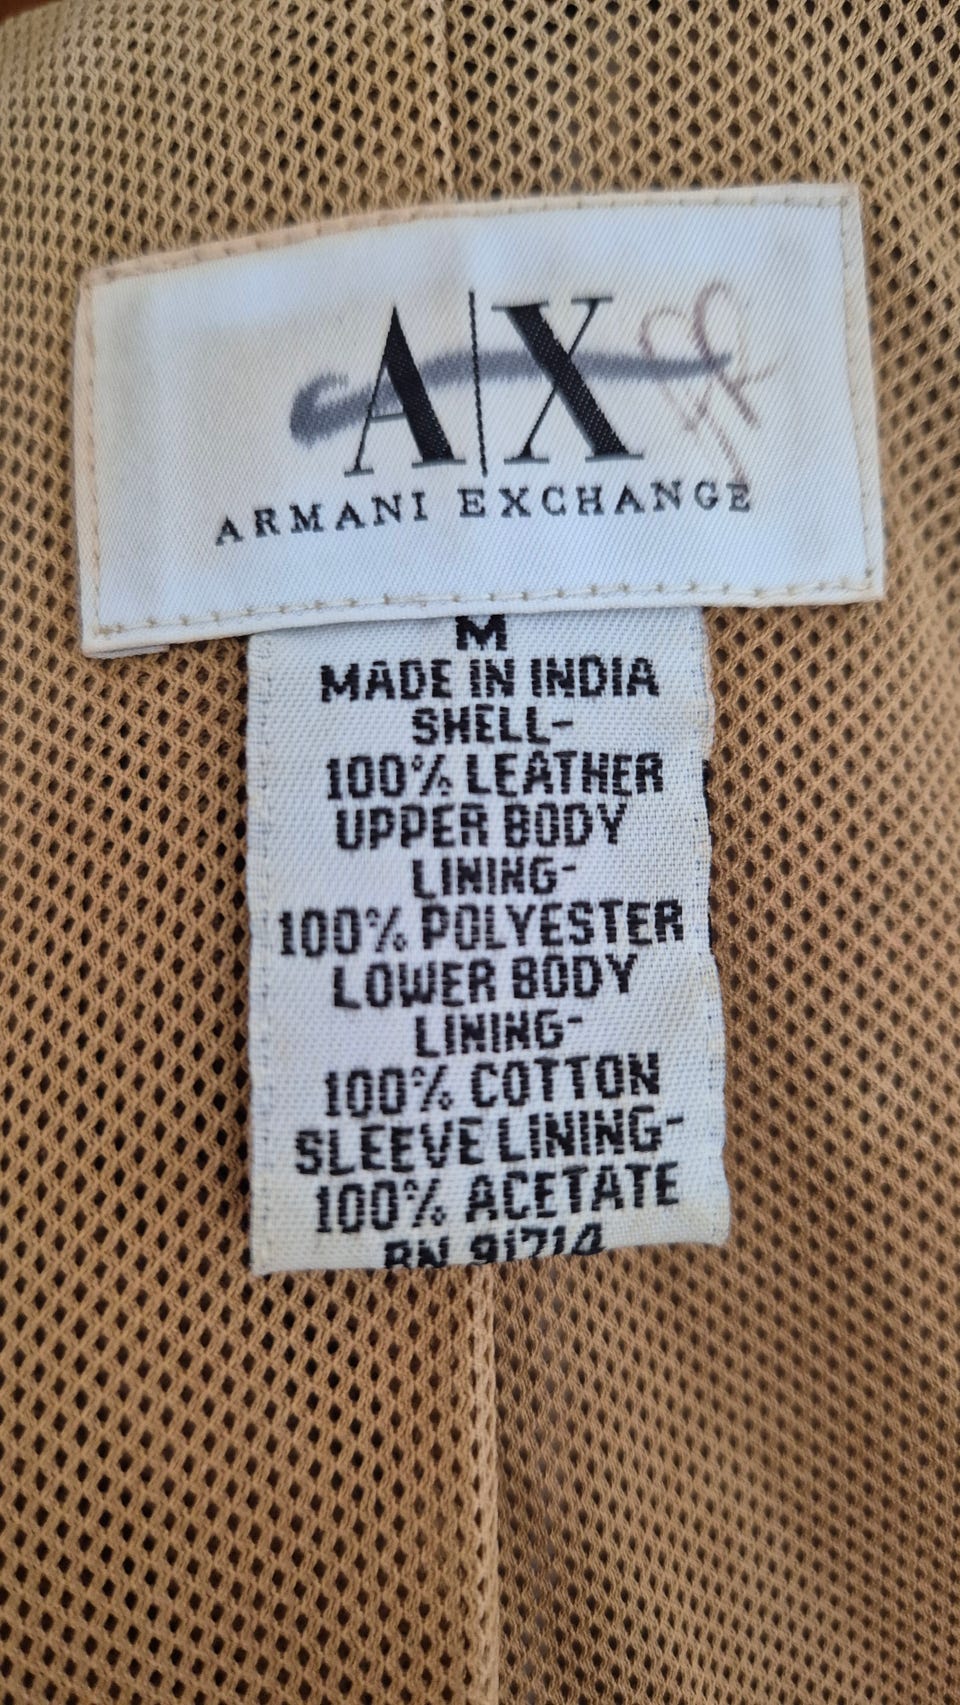 A|X
ARMANI EXCHANGE
M
MADE IN INDIA
SHELL-
100% LEATHER
UPPER BODY
LINING-
100% POLYESTER
LOWER BODY
LINING-
100% COTTON
SLEEVE LINING-
100% ACETATE
RN 91714